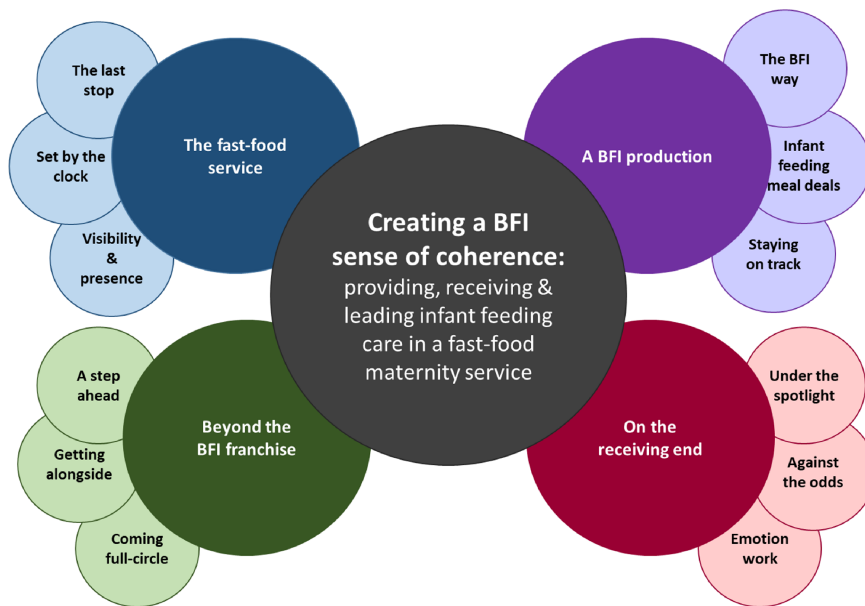 The last
stop
Set by the
clock
Visibility
&
presence
The fast-food
service
Creating a BFI
sense of coherence:
providing, receiving &
leading infant feeding
care in a fast-food
maternity service
A BFI production
The BFI
way
Infant
feeding
meal deals
Staying
on track
A step
ahead
Getting
alongside
Coming
full-circle
Beyond the
BFI franchise
On the
receiving end
Under the
spotlight
Against
the odds
Emotion
work